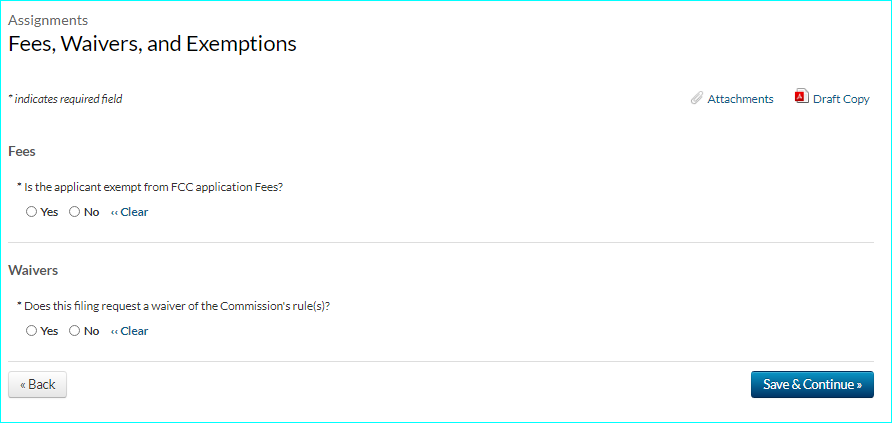 Assignments
Fees, Waivers, and Exemptions
* indicates required field
Attachments
Draft Copy
Fees
* Is the applicant exempt from FCC application Fees?
Yes No ‹‹ Clear
Waivers
* Does this filing request a waiver of the Commission's rule(s)?
Yes No ‹‹ Clear
« Back
Save & Continue »